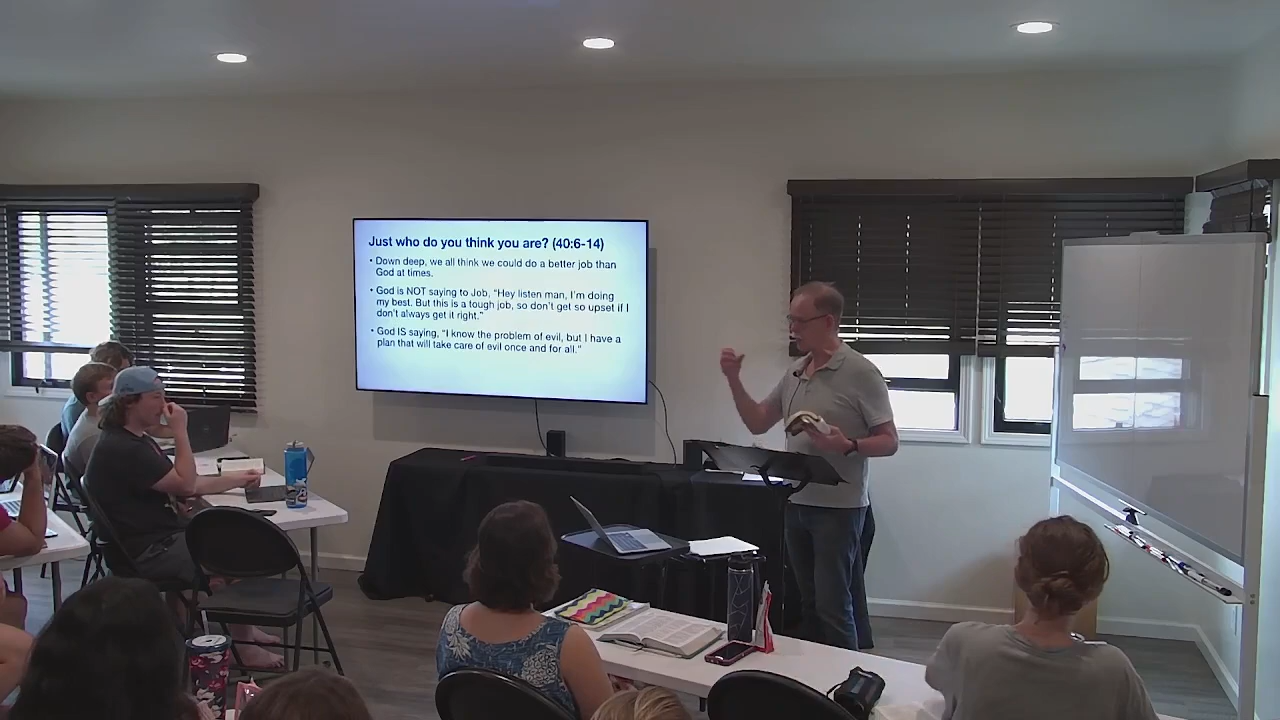 Just who do you think you are? (40:6-14)
• Down deep, we all think we could do a better job than
God at times.
• God is NOT saying to Job, “Hey listen man, I’m doing
my best. But this is a tough job, so don’t get so upset if I
don’t always get it right.”
• God IS saying, “I know the problem of evil, but I have a
plan that will take care of evil once and for all.”